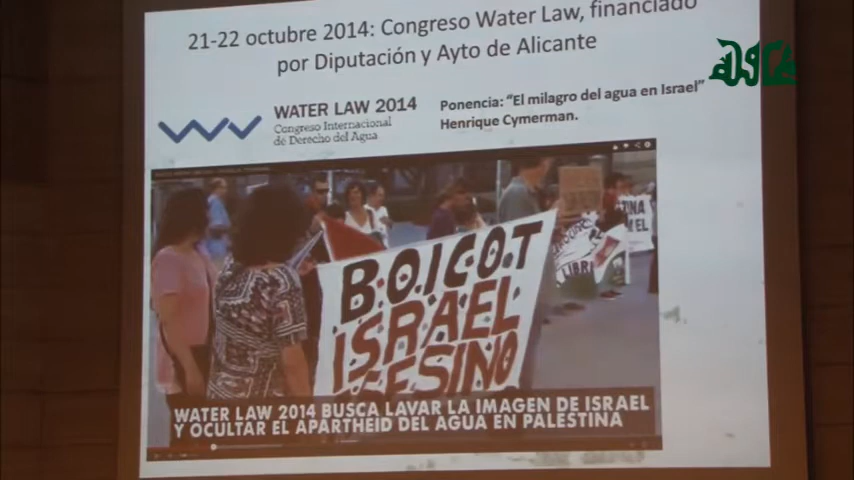 21-22 octubre 2014: Congreso Water Law, financiado
por Diputación y Ayto de Alicante
WATER LAW 2014
Congreso Internacional
de Derecho del Agua
Ponencia: “El milagro del agua en Israel”
Henrique Cymerman.
BOICOT
ISRAEL
WATER LAW 2014 BUSCA LAVAR LA IMAGEN DE ISRAEL
Y OCULTAR EL APARTHEID DEL AGUA EN PALESTINA